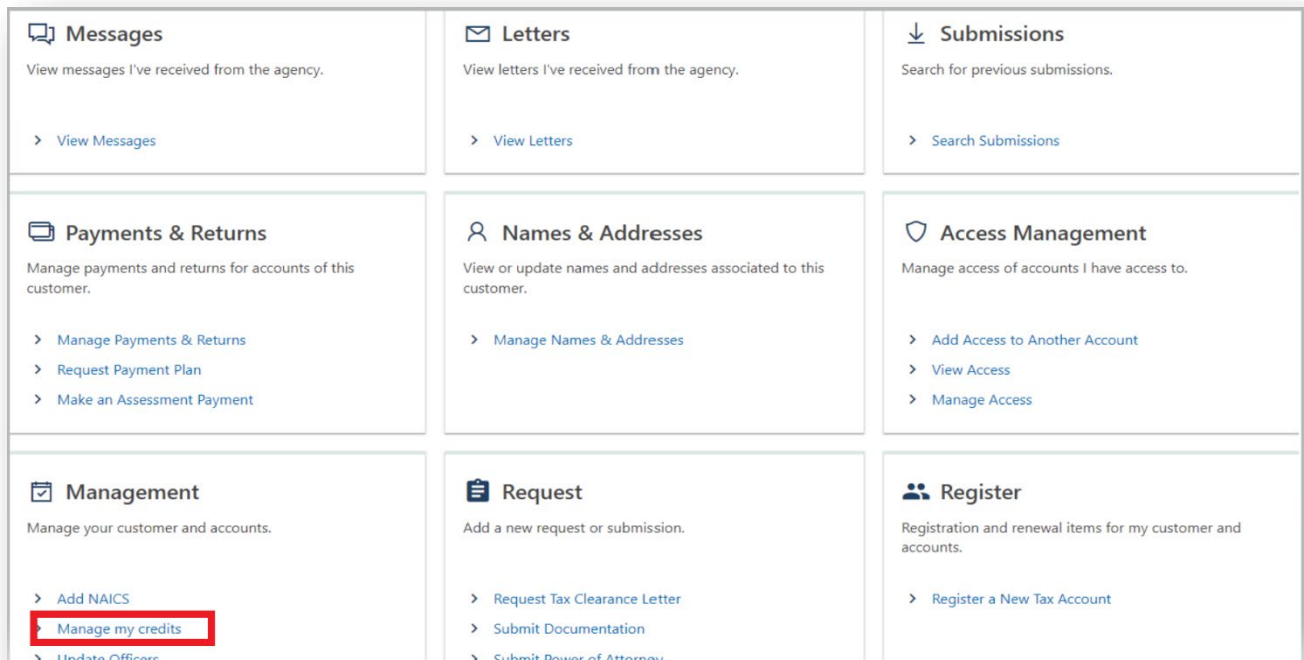 Messages
View messages I've received from the agency.
View Messages
Letters
View letters I've received from the agency.
View Letters
Submissions
Search for previous submissions.
Search Submissions
Payments & Returns
Manage payments and returns for accounts of this
customer.
Manage Payments & Returns
Request Payment Plan
Make an Assessment Payment
Names & Addresses
View or update names and addresses associated to this
customer.
Manage Names & Addresses
Access Management
Manage access of accounts I have access to.
Add Access to Another Account
View Access
Manage Access
Management
Manage your customer and accounts.
Add NAICS
Manage my credits
Update Officers
Request
Add a new request or submission.
Request Tax Clearance Letter
Submit Documentation
Submit Power of Attorney
Register
Registration and renewal items for my customer and
accounts.
Register a New Tax Account